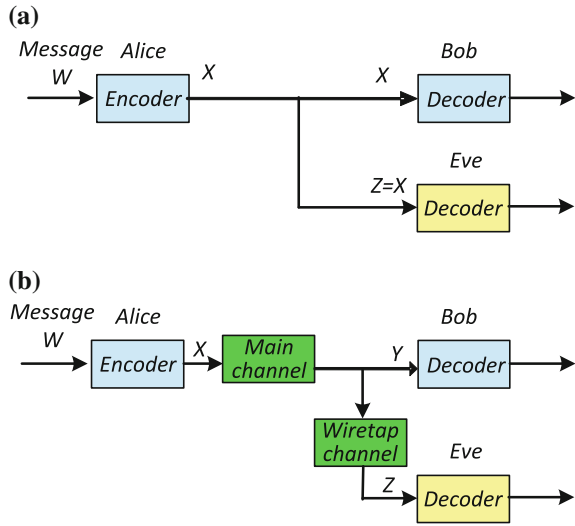 (a)
Message
W
Alice
Encoder
X
X
Bob
Decoder
Z=X
Eve
Decoder
(b)
Message
W
Alice
Encoder
X
Main
channel
Y
Bob
Decoder
Wiretap
channel
Z
Eve
Decoder